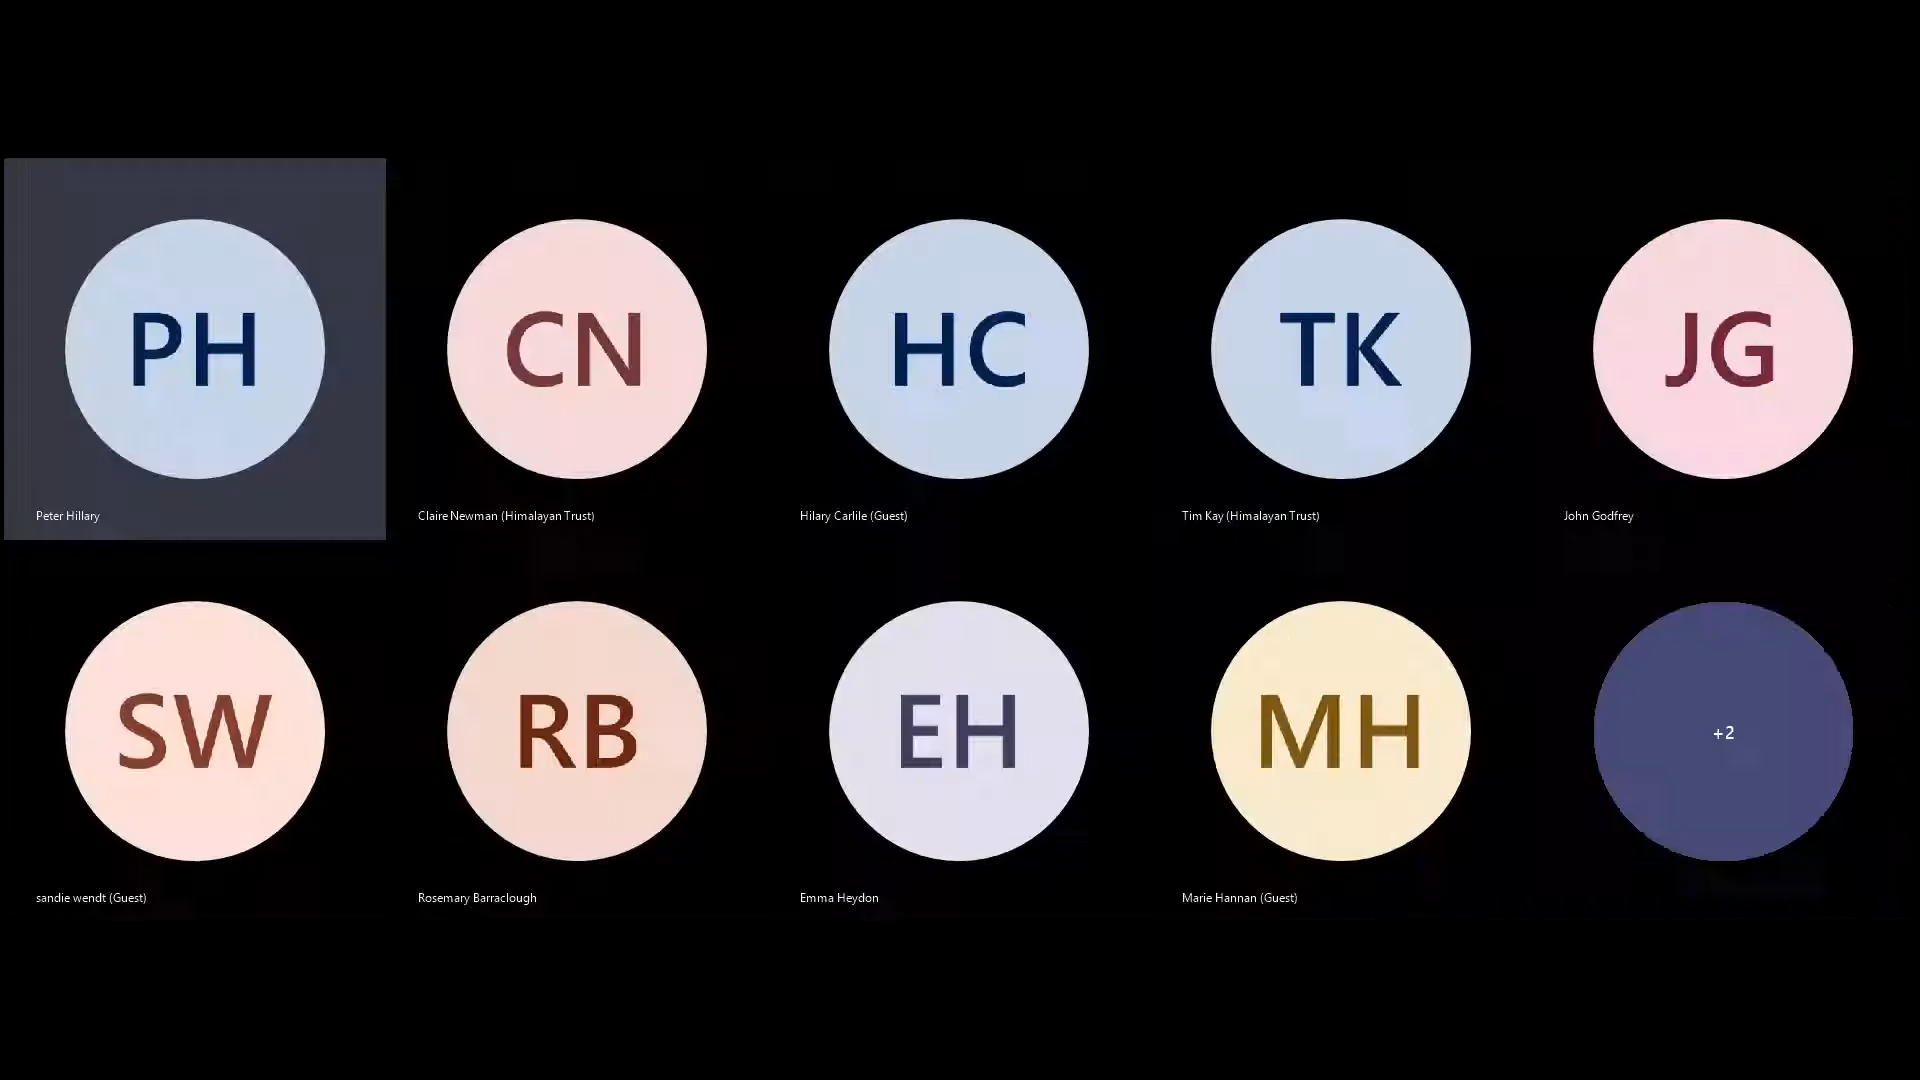 PH
CN
HC
TK
JG
Peter Hillary
Claire Newman (Himalayan Trust)
Hilary Carlile (Guest)
Tim Kay (Himalayan Trust)
John Godfrey
SW
RB
EH
MH
+2
sandie wendt (Guest)
Rosemary Barraclough
Emma Heydon
Marie Hannan (Guest)